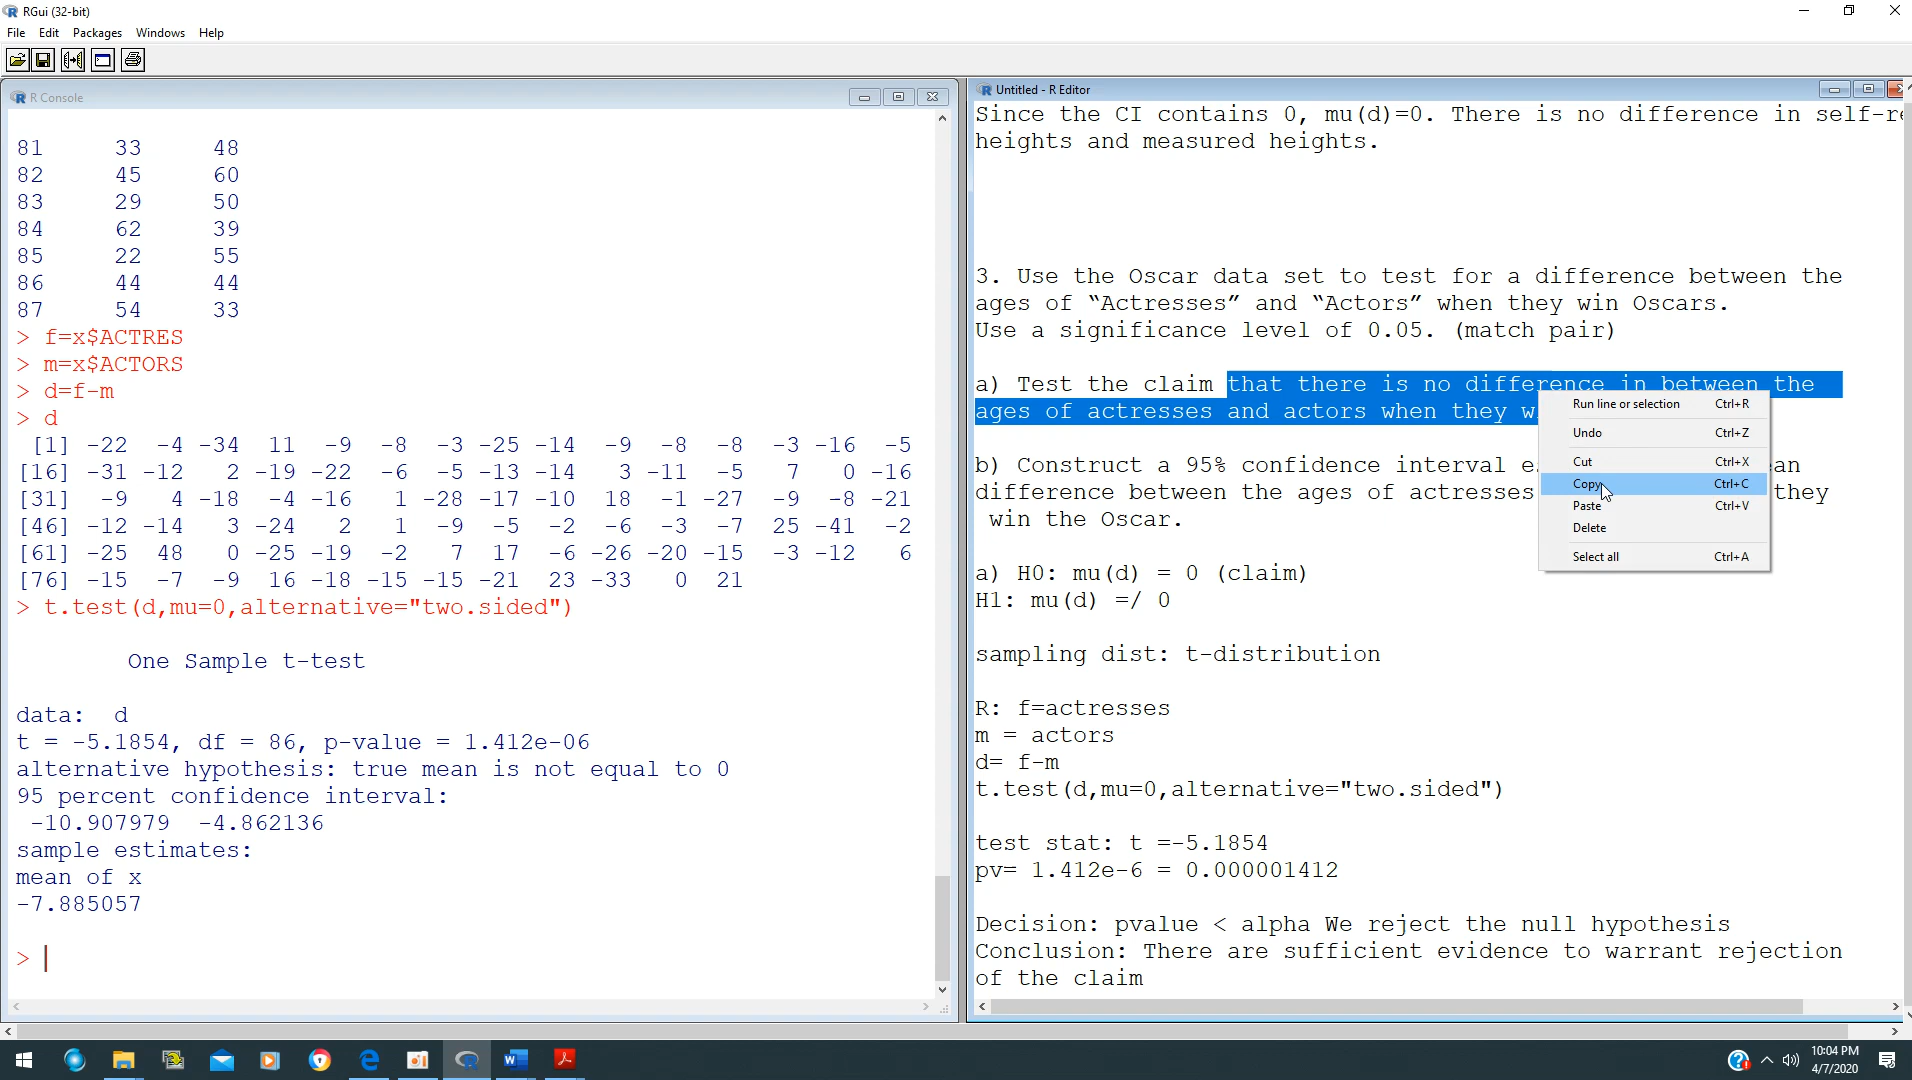 RGui (32-bit)
File Edit Packages Windows Help
R Console
81 33 48
82 45 60
83 29 50
84 62 39
85 22 55
86 44 44
87 54 33
> f=x$ACTRES
> m=x$ACTORS
> d=f-m
> d
[1] -22 -4 -34 11 -9 -8 -3 -25 -14 -9 -8 -8 -3 -16 -5
[16] -31 -12 2 -19 -22 -6 -5 -13 -14 3 -11 -5 7 0 -16
[31] -9 4 -18 -4 -16 1 -28 -17 -10 18 -1 -27 -9 -8 -21
[46] -12 -14 3 -24 2 1 -9 -5 -2 -6 -3 -7 25 -41 -2
[61] -25 48 0 -25 -19 -2 7 17 -6 -26 -20 -15 -3 -12 6
[76] -15 -7 -9 16 -18 -15 -15 -21 23 -33 0 21
> t.test(d,mu=0,alternative="two.sided")
One Sample t-test
data: d
t = -5.1854, df = 86, p-value = 1.412e-06
alternative hypothesis: true mean is not equal to 0
95 percent confidence interval:
-10.907979 -4.862136
sample estimates:
mean of x
-7.885057
>
Untitled - R Editor
Since the CI contains 0, mu(d)=0. There is no difference in self-re
heights and measured heights.
3. Use the Oscar data set to test for a difference between the
ages of “Actresses” and “Actors” when they win Oscars.
Use a significance level of 0.05. (match pair)
a) Test the claim that there is no difference in between the
ages of actresses and actors when they w
b) Construct a 95% confidence interval es
difference between the ages of actresses they
win the Oscar.
a) H0: mu(d) = 0 (claim)
H1: mu(d) =/ 0
sampling dist: t-distribution
R: f=actresses
m = actors
d= f-m
t.test(d,mu=0,alternative="two.sided")
test stat: t =-5.1854
pv= 1.412e-6 = 0.000001412
Decision: pvalue < alpha We reject the null hypothesis
Conclusion: There are sufficient evidence to warrant rejection
of the claim
Run line or selection Ctrl+R
Undo Ctrl+Z
Cut Ctrl+X
Copy Ctrl+C
Paste Ctrl+V
Delete
Select all Ctrl+A
10:04 PM
4/7/2020